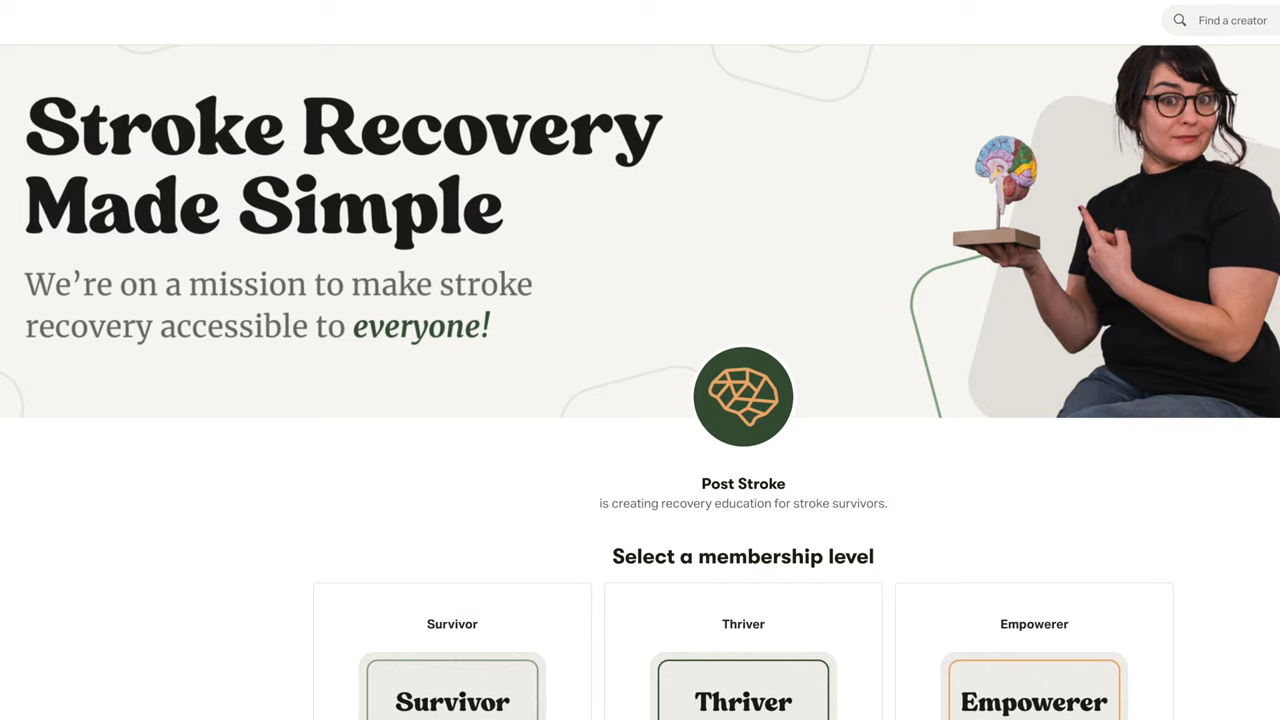 Find a creator
Stroke Recovery
Made Simple
We're on a mission to make stroke
recovery accessible to everyone!
Post Stroke
is creating recovery education for stroke survivors.
Select a membership level
Survivor
Thriver
Empowerer
Survivor
Thriver
Empowerer